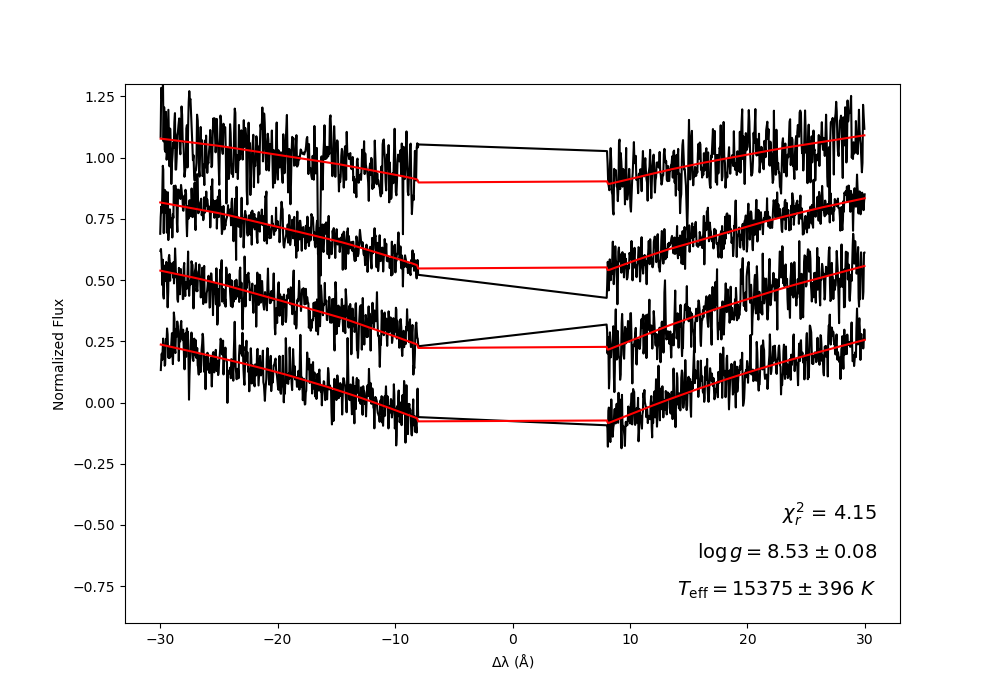 1.25
1.00
0.75
0.50
0.25
0.00
−0.25
−0.50
−0.75
Normalized Flux
χ²ᵣ = 4.15
log g = 8.53 ± 0.08
T_eff = 15375 ± 396 K
−30 −20 −10 0 10 20 30
Δλ (Å)